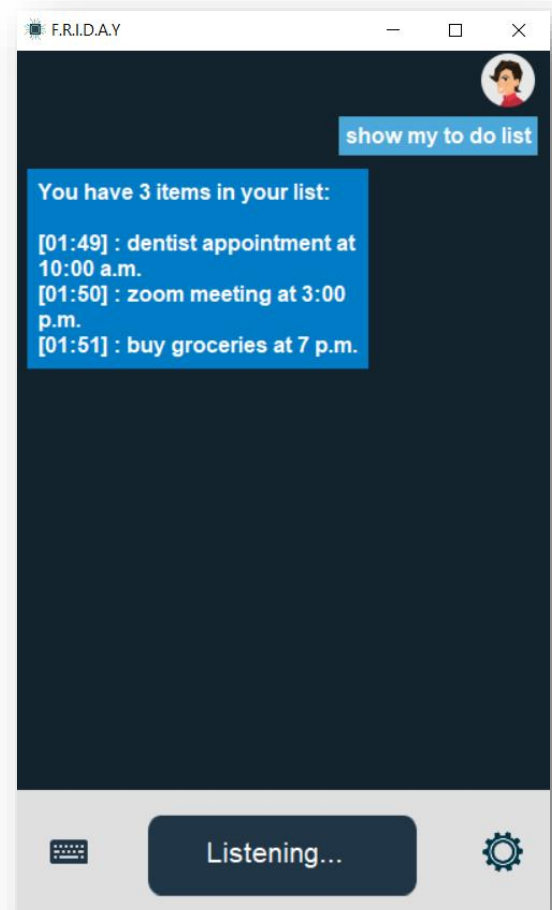 F.R.I.D.A.Y
show my to do list
You have 3 items in your list:
[01:49] : dentist appointment at
10:00 a.m.
[01:50] : zoom meeting at 3:00
p.m.
[01:51] : buy groceries at 7 p.m.
Listening...